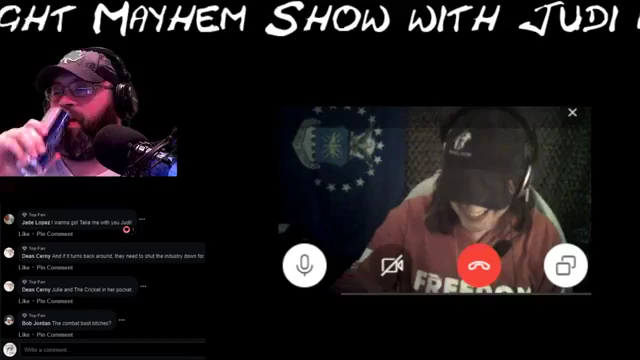 GHT MAYHEM SHOW WITH JUDI
Top Fan
Jade Lopez I wanna go! Take me with you Judi!
Like · Pin Comment
Top Fan
Dean Cerny And if it turns back around, they need to shut the industry down for
Like · Pin Comment
Top Fan
Dean Cerny Julie and The Cricket in her pocket.
Like · Pin Comment
Top Fan
Bob Jordan The combat boot bitches?
Like · Pin Comment
Write a comment...
FREEDOM